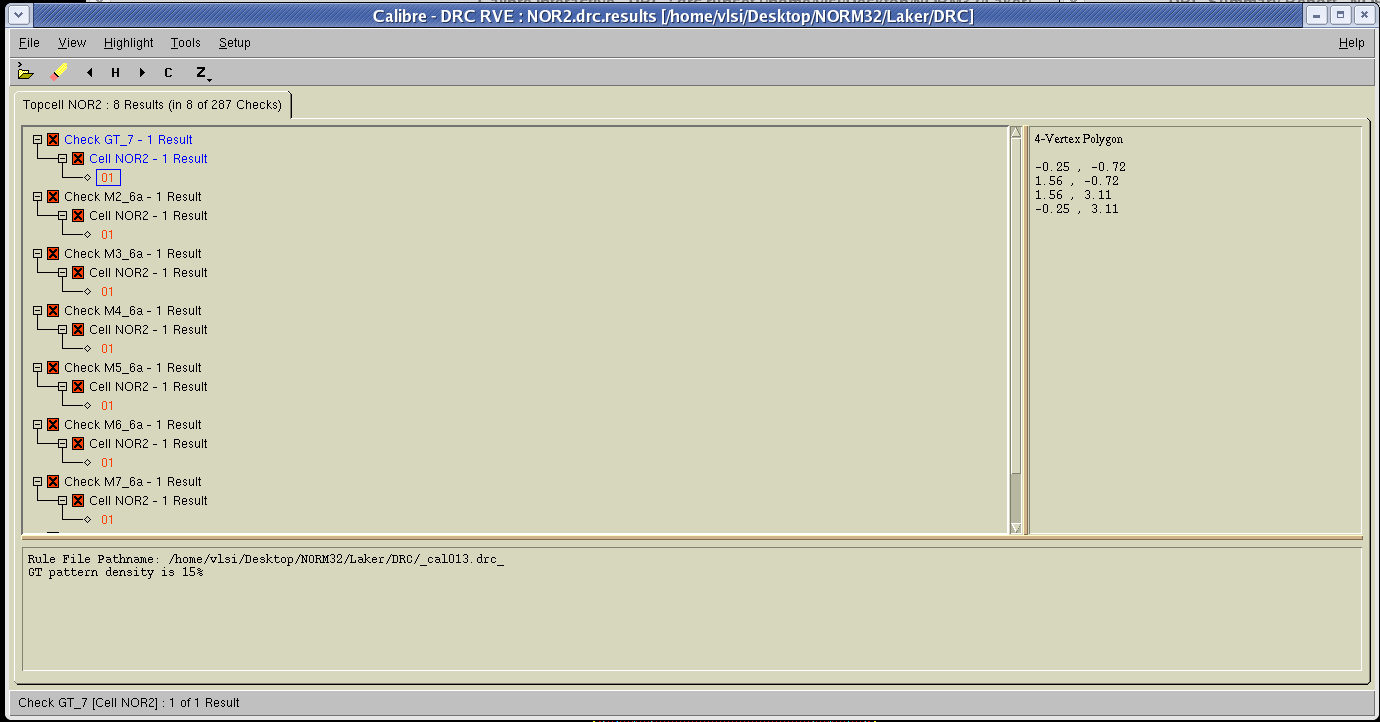 Calibre - DRC RVE : NOR2.drc.results [/home/vlsi/Desktop/NORM32/Laker/DRC]
File View Highlight Tools Setup Help
H C Z
Topcell NOR2 : 8 Results (in 8 of 287 Checks)
Check GT_7 - 1 Result
Cell NOR2 - 1 Result
01
Check M2_6a - 1 Result
Cell NOR2 - 1 Result
01
Check M3_6a - 1 Result
Cell NOR2 - 1 Result
01
Check M4_6a - 1 Result
Cell NOR2 - 1 Result
01
Check M5_6a - 1 Result
Cell NOR2 - 1 Result
01
Check M6_6a - 1 Result
Cell NOR2 - 1 Result
01
Check M7_6a - 1 Result
Cell NOR2 - 1 Result
01
4-Vertex Polygon
-0.25 , -0.72
1.56 , -0.72
1.56 , 3.11
-0.25 , 3.11
Rule File Pathname: /home/vlsi/Desktop/NORM32/Laker/DRC/_cal013.drc_
GT pattern density is 15%
Check GT_7 [Cell NOR2] : 1 of 1 Result